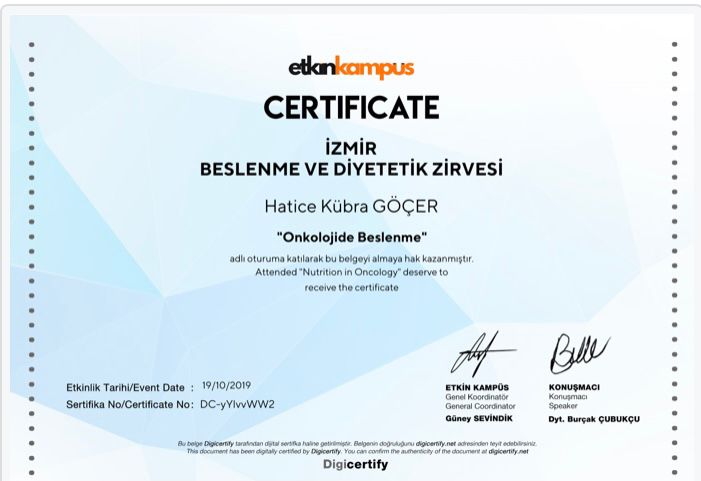 etkınkampus
CERTIFICATE
İZMİR
BESLENME VE DİYETETİK ZİRVESİ
Hatice Kübra GÖÇER
"Onkolojide Beslenme"
adlı oturuma katılarak bu belgeyi almaya hak kazanmıştır.
Attended "Nutrition in Oncology" deserve to
receive the certificate
Etkinlik Tarihi/Event Date : 19/10/2019
Sertifika No/Certificate No: DC-yYlvvWW2
ETKİN KAMPÜS
Genel Koordinatör
General Coordinator
Güney SEVİNDİK
KONUŞMACI
Konuşmacı
Speaker
Dyt. Burçak ÇUBUKÇU
Bu belge Digicertify tarafından dijital sertifka haline getirilmiştir. Belgenin doğruluğunu digicertify.net adresinden teyit edebilirsiniz.
This document has been digitally certified by Digicertify. You can confirm the authenticity of the document at digicertify.net
Digicertify